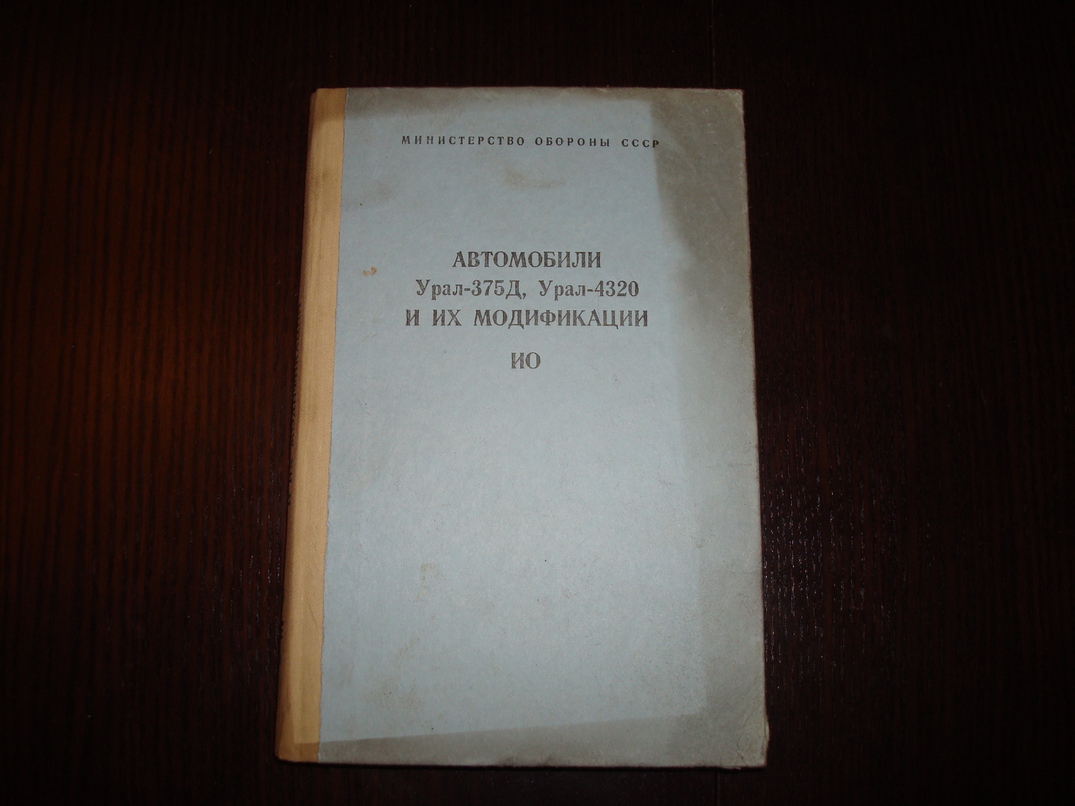 МИНИСТЕРСТВО ОБОРОНЫ СССР
АВТОМОБИЛИ
Урал-375Д, Урал-4320
И ИХ МОДИФИКАЦИИ
ИО